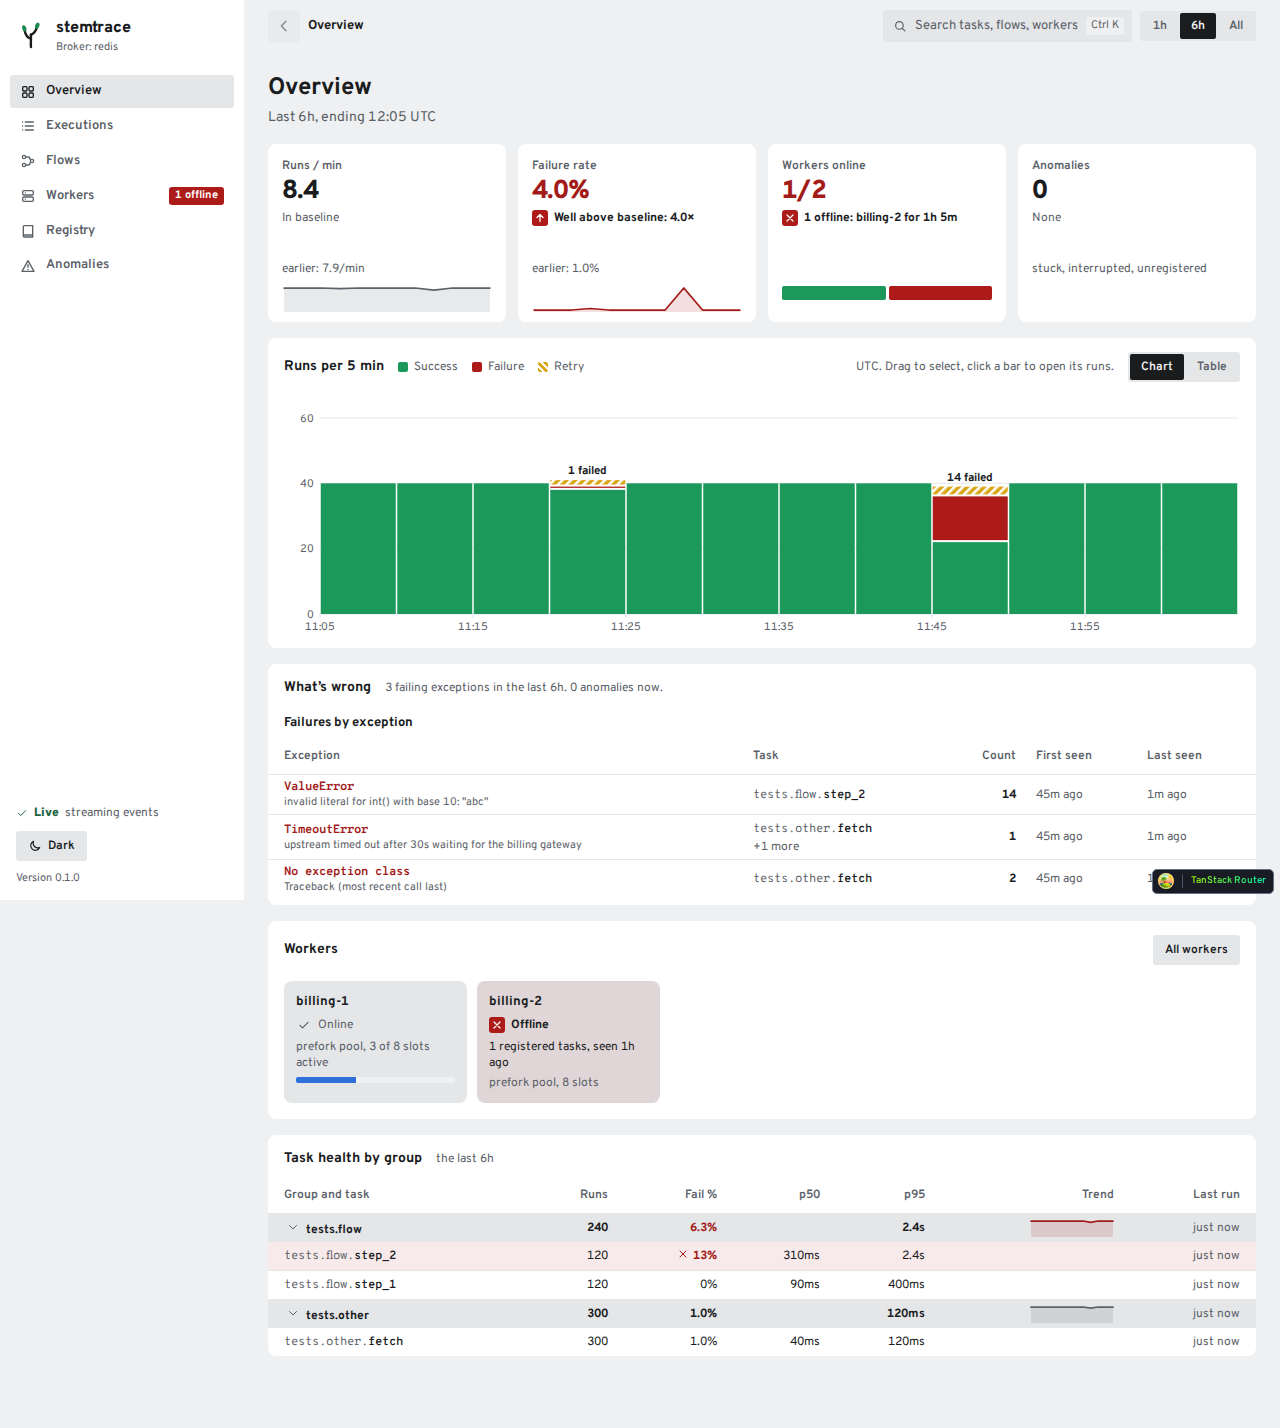 stemtrace
Broker: redis
Overview
Executions
Flows
Workers
1 offline
Registry
Anomalies
Live streaming events
Dark
Version 0.1.0
Overview
Search tasks, flows, workers Ctrl K
1h 6h All
Overview
Last 6h, ending 12:05 UTC
Runs / min
8.4
In baseline
earlier: 7.9/min
Failure rate
4.0%
Well above baseline: 4.0×
earlier: 1.0%
Workers online
1/2
1 offline: billing-2 for 1h 5m
Anomalies
0
None
stuck, interrupted, unregistered
Runs per 5 min Success Failure Retry
UTC. Drag to select, click a bar to open its runs. Chart Table
60
40
20
0
1 failed
14 failed
11:05 11:15 11:25 11:35 11:45 11:55
What's wrong 3 failing exceptions in the last 6h. 0 anomalies now.
Failures by exception
Exception Task Count First seen Last seen
ValueError
invalid literal for int() with base 10: "abc"
tests.flow.step_2 14 45m ago 1m ago
TimeoutError
upstream timed out after 30s waiting for the billing gateway
tests.other.fetch
+1 more
1 45m ago 1m ago
No exception class
Traceback (most recent call last)
tests.other.fetch 2 45m ago
TanStack Router
Workers
All workers
billing-1
Online
prefork pool, 3 of 8 slots
active
billing-2
Offline
1 registered tasks, seen 1h
ago
prefork pool, 8 slots
Task health by group the last 6h
Group and task Runs Fail % p50 p95 Trend Last run
tests.flow 240 6.3% 2.4s just now
tests.flow.step_2 120 13% 310ms 2.4s just now
tests.flow.step_1 120 0% 90ms 400ms just now
tests.other 300 1.0% 120ms just now
tests.other.fetch 300 1.0% 40ms 120ms just now